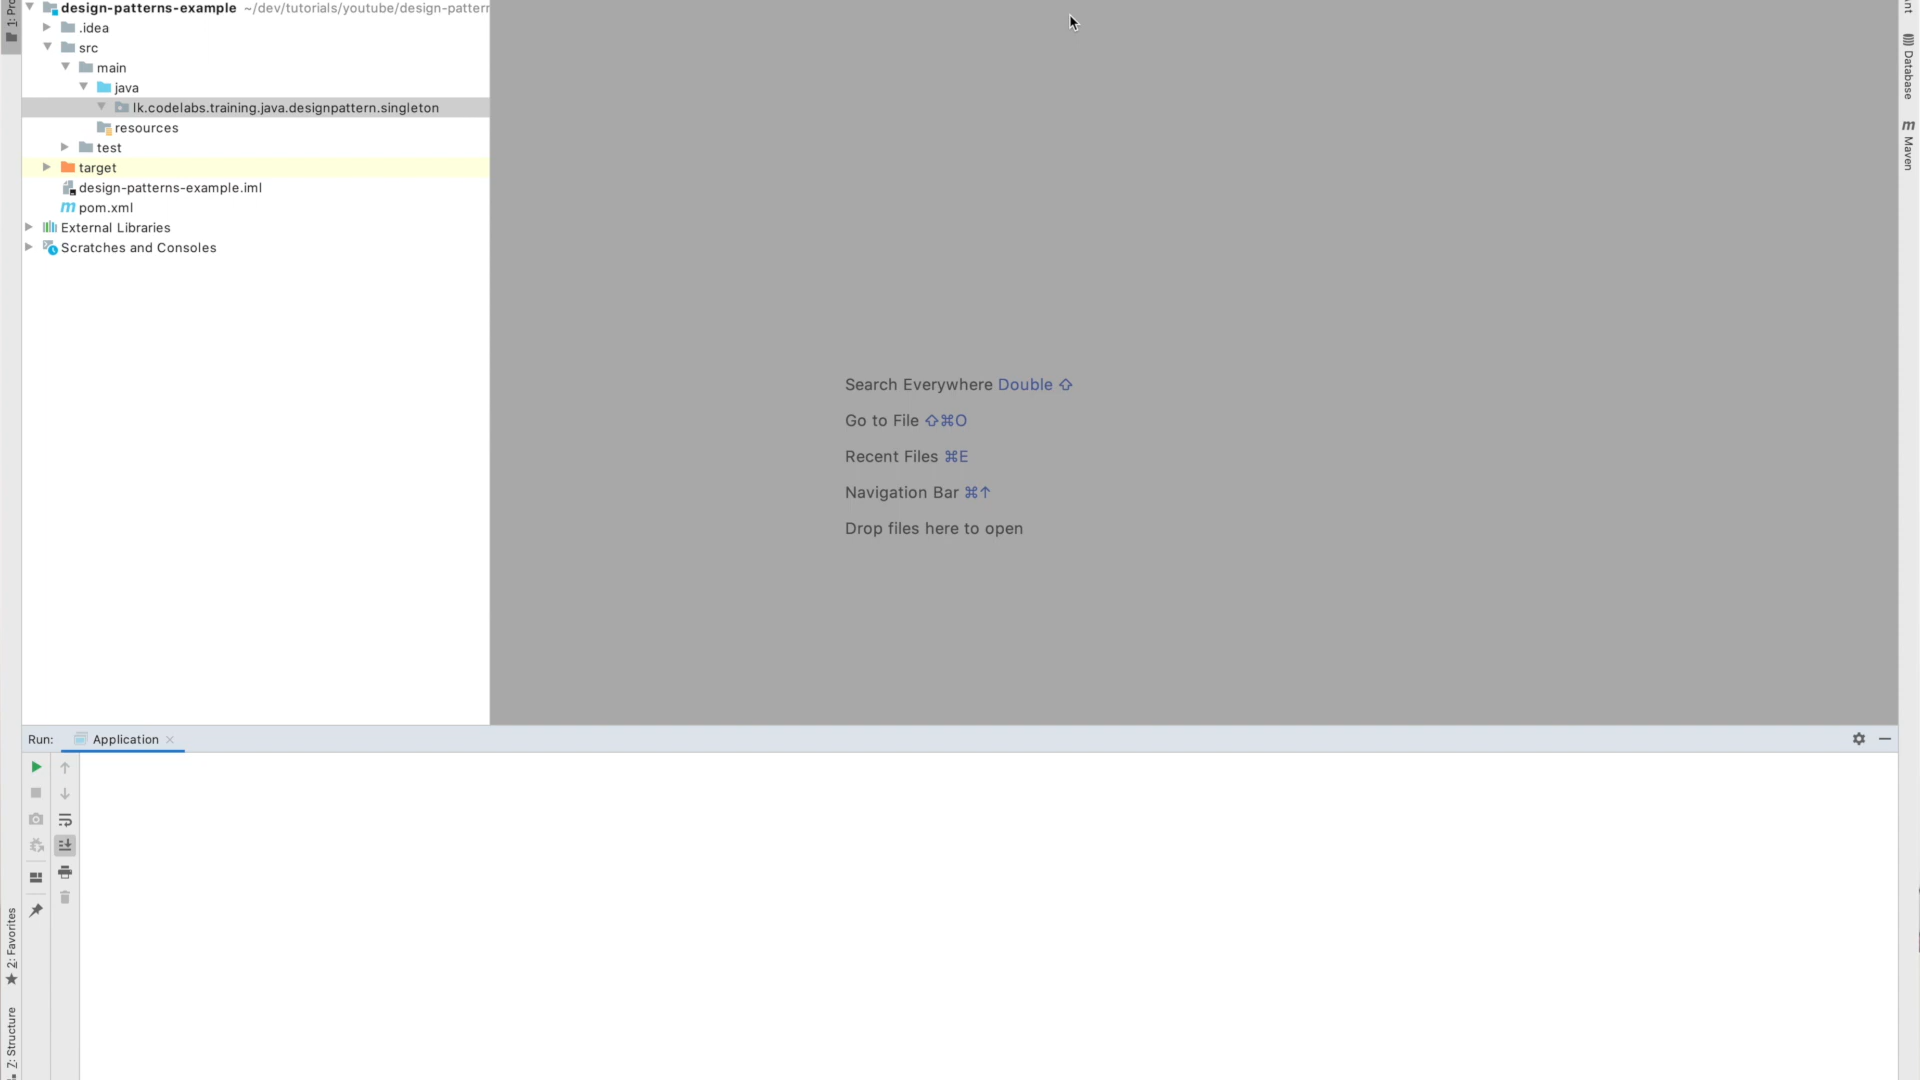 design-patterns-example ~/dev/tutorials/youtube/design-pattern
.idea
src
main
java
lk.codelabs.training.java.designpattern.singleton
resources
test
target
design-patterns-example.iml
m pom.xml
External Libraries
Scratches and Consoles
Search Everywhere Double ⇧
Go to File ⇧⌘O
Recent Files ⌘E
Navigation Bar ⌘↑
Drop files here to open
Database
m Maven
Run: Application
2: Favorites
Z: Structure